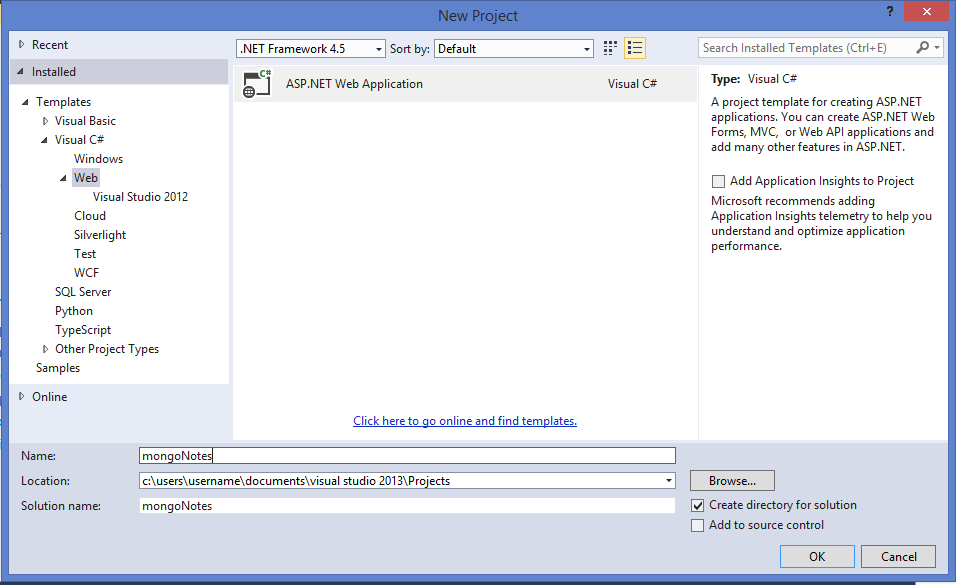 New Project
?
Recent
Installed
Templates
Visual Basic
Visual C#
Windows
Web
Visual Studio 2012
Cloud
Silverlight
Test
WCF
SQL Server
Python
TypeScript
Other Project Types
Samples
Online
.NET Framework 4.5
Sort by:
Default
C#
ASP.NET Web Application
Visual C#
Click here to go online and find templates.
Search Installed Templates (Ctrl+E)
Type: Visual C#
A project template for creating ASP.NET
applications. You can create ASP.NET Web
Forms, MVC, or Web API applications and
add many other features in ASP.NET.
Add Application Insights to Project
Microsoft recommends adding
Application Insights telemetry to help you
understand and optimize application
performance.
Name:
mongoNotes
Location:
c:\users\username\documents\visual studio 2013\Projects
Browse...
Solution name:
mongoNotes
Create directory for solution
Add to source control
OK
Cancel